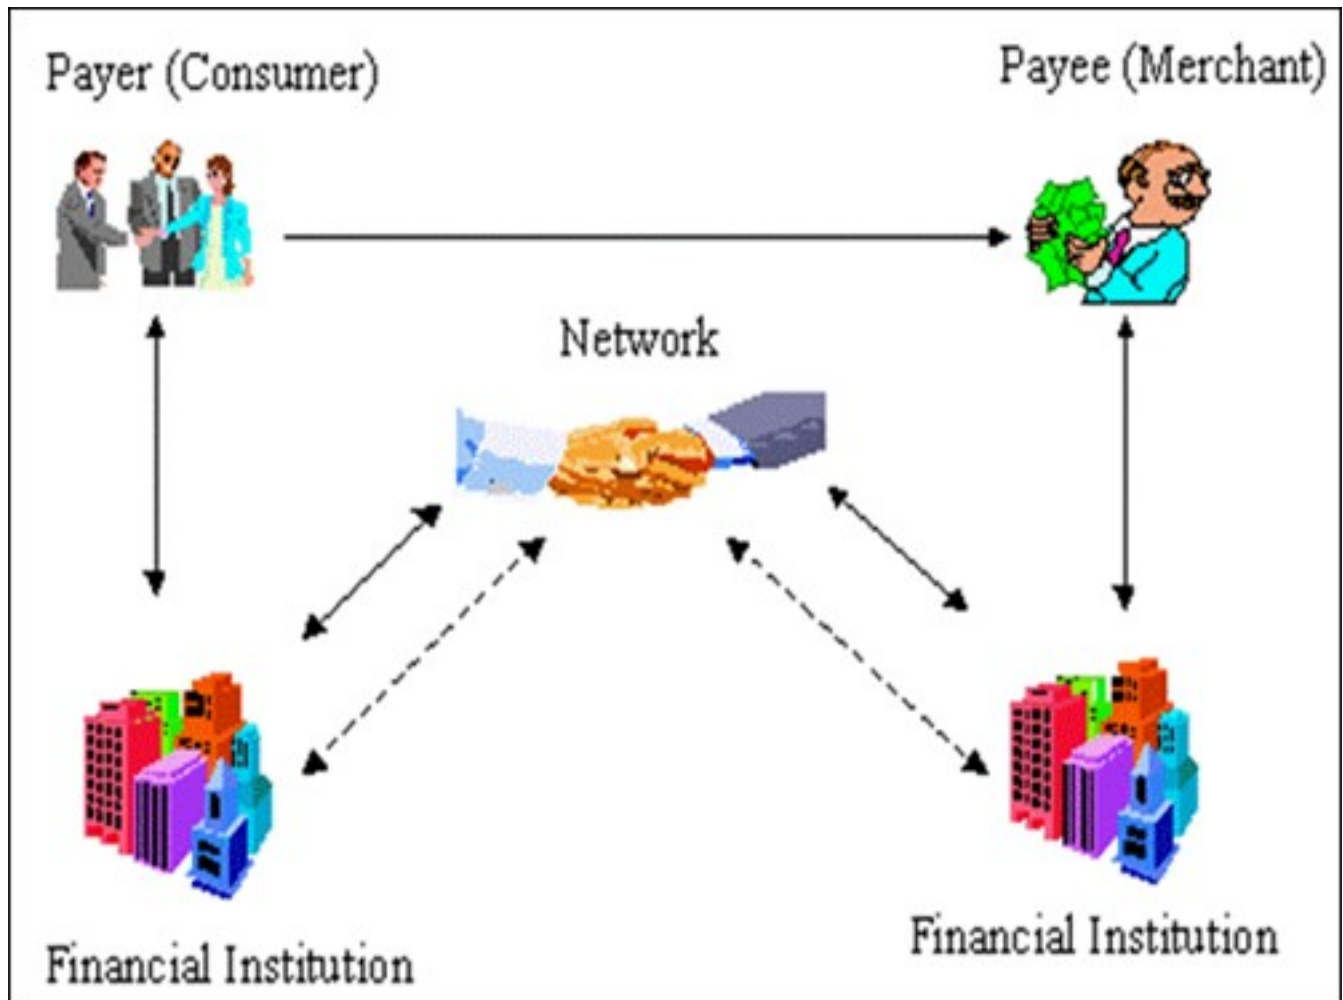 Payer (Consumer)
Payee (Merchant)
Network
Financial Institution
Financial Institution